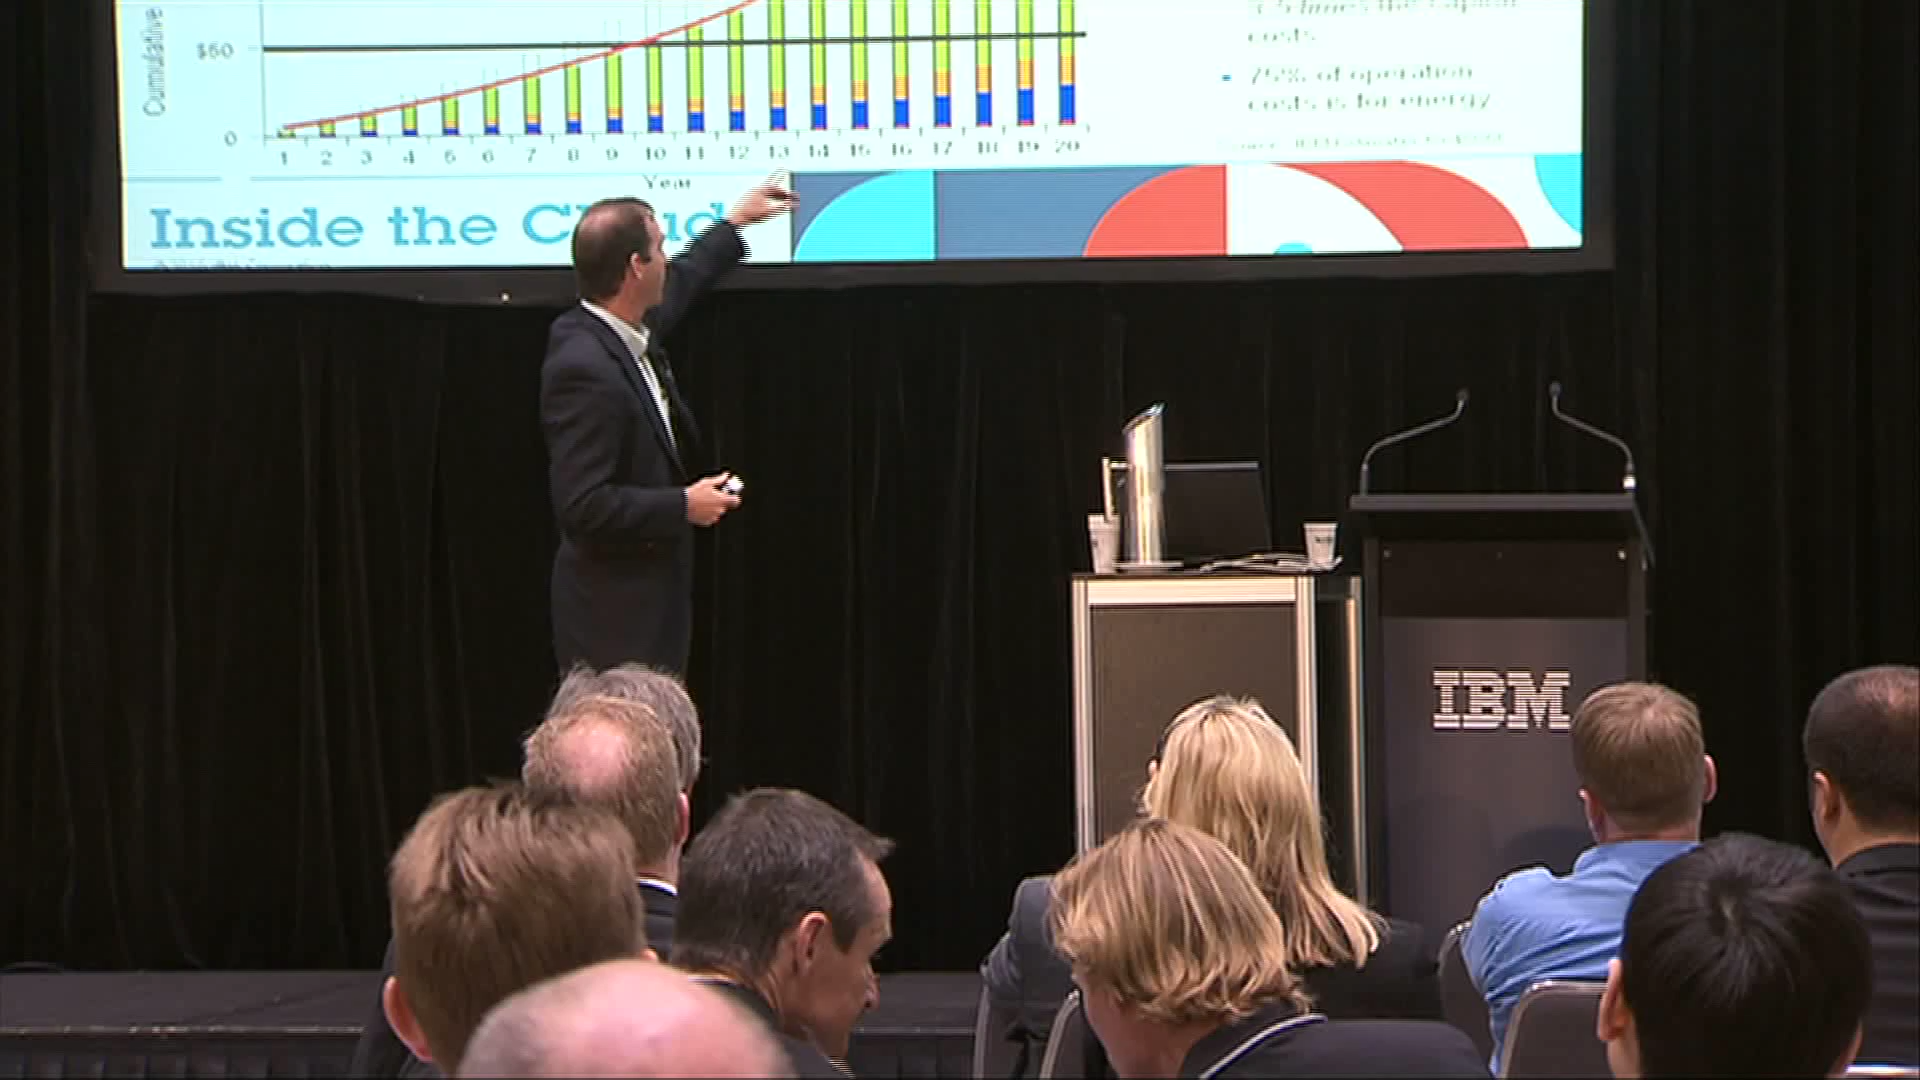 Cumulative
$50
0
1 2 3 4 5 6 7 8 9 10 11 12 13 14 15 16 17 18 19 20
Year
costs
75% of operation
costs is for energy
Inside the Cloud
IBM